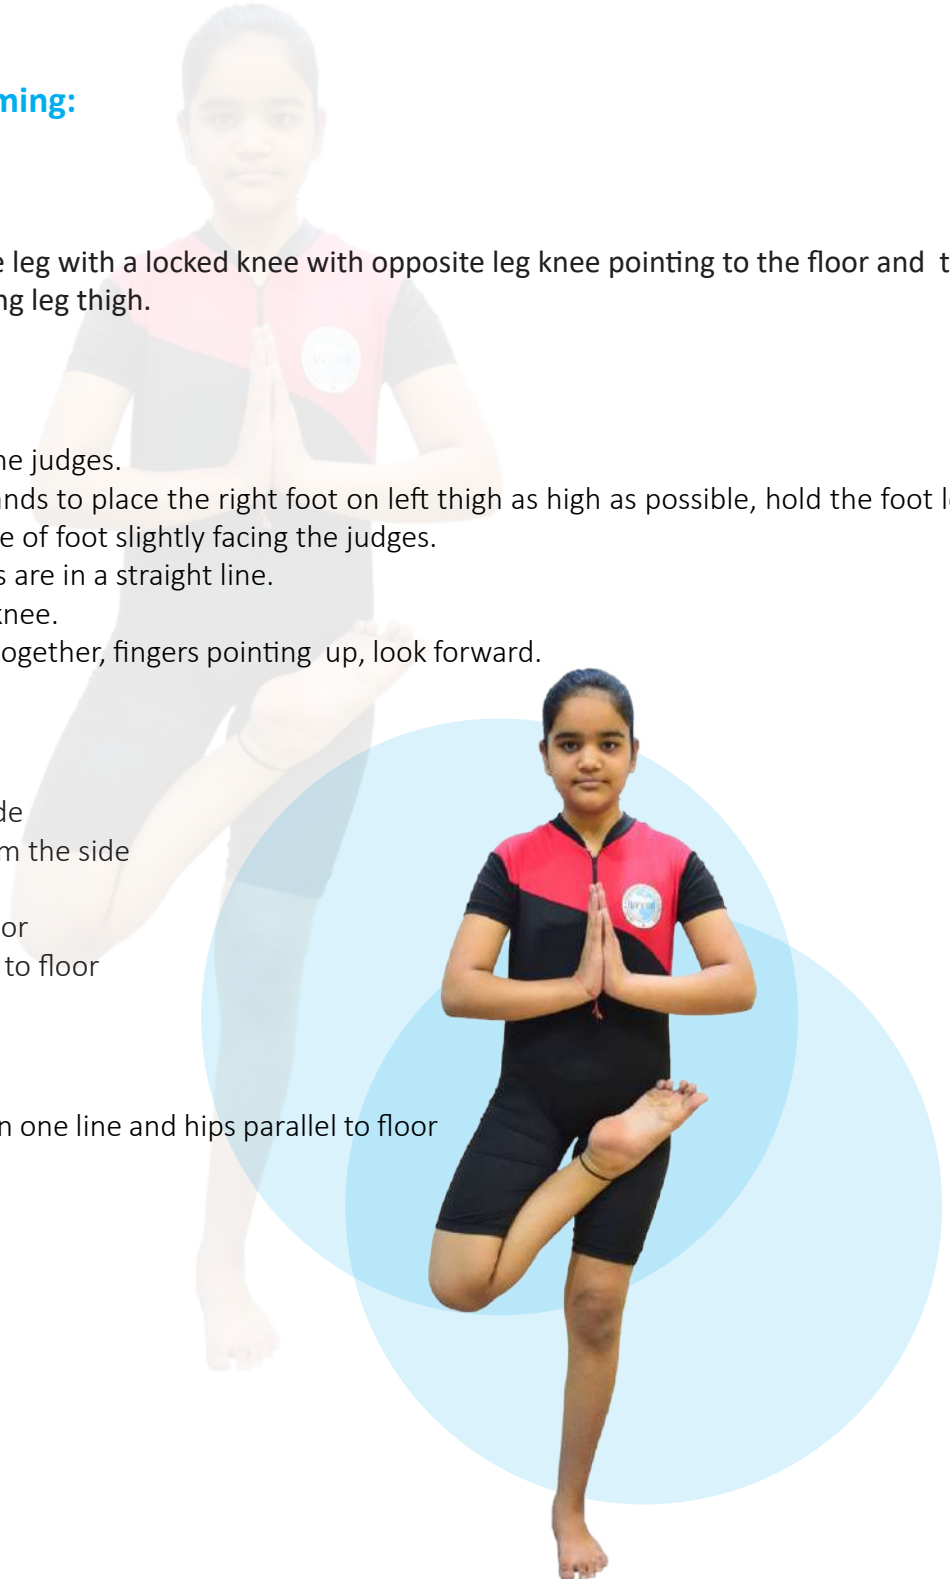 ming:
e leg with a locked knee with opposite leg knee pointing to the floor and t
ng leg thigh.
he judges.
ands to place the right foot on left thigh as high as possible, hold the foot l
e of foot slightly facing the judges.
s are in a straight line.
knee.
ogether, fingers pointing up, look forward.
de
m the side
or
to floor
n one line and hips parallel to floor